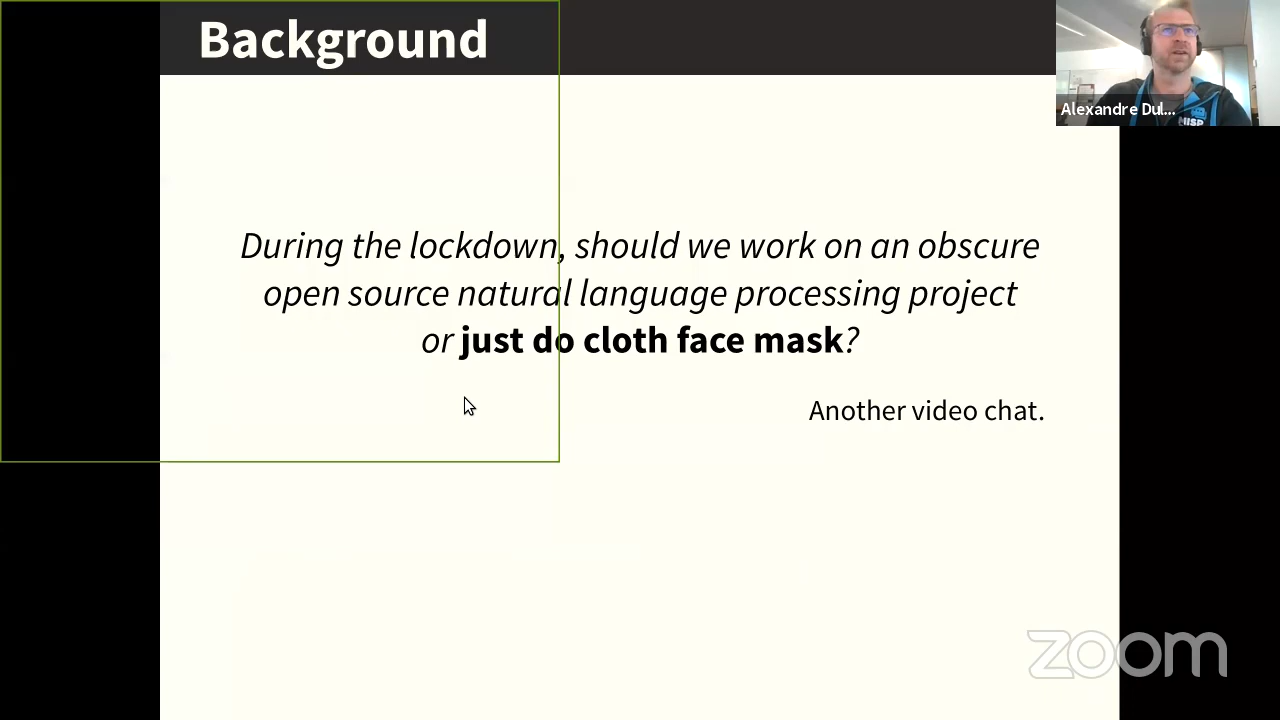 Background
Alexandre Dul...
MISP
During the lockdown, should we work on an obscure
open source natural language processing project
or just do cloth face mask?
Another video chat.
zoom